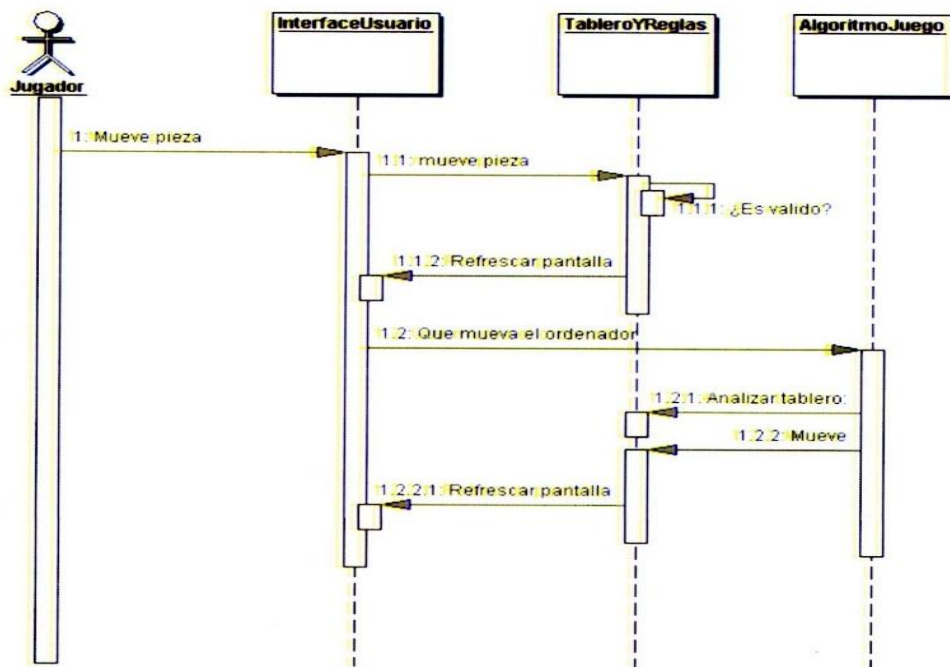 InterfaceUsuario
TableroYReglas
AlgoritmoJuego
Jugador
1: Mueve pieza
1.1: mueve pieza
1.1.1: ¿Es valido?
1.1.2: Refrescar pantalla
1.2: Que mueva el ordenador
1.2.1: Analizar tablero:
1.2.2: Mueve
1.2.2.1: Refrescar pantalla